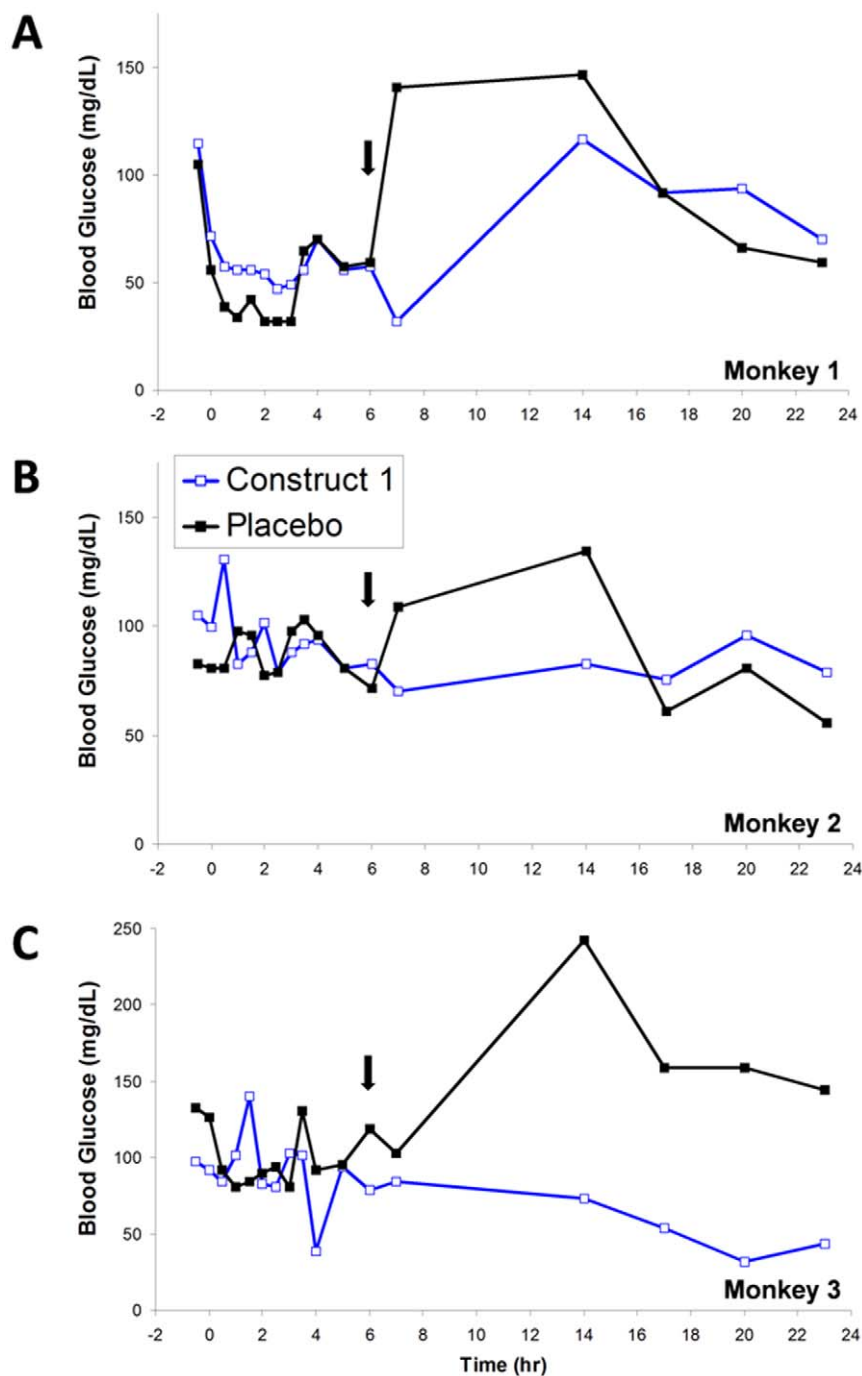 A
Blood Glucose (mg/dL)
150
100
50
0
Monkey 1
-2 0 2 4 6 8 10 12 14 16 18 20 22 24
B
Blood Glucose (mg/dL)
150
100
50
0
Construct 1
Placebo
Monkey 2
-2 0 2 4 6 8 10 12 14 16 18 20 22 24
C
Blood Glucose (mg/dL)
250
200
150
100
50
0
Monkey 3
-2 0 2 4 6 8 10 12 14 16 18 20 22 24
Time (hr)